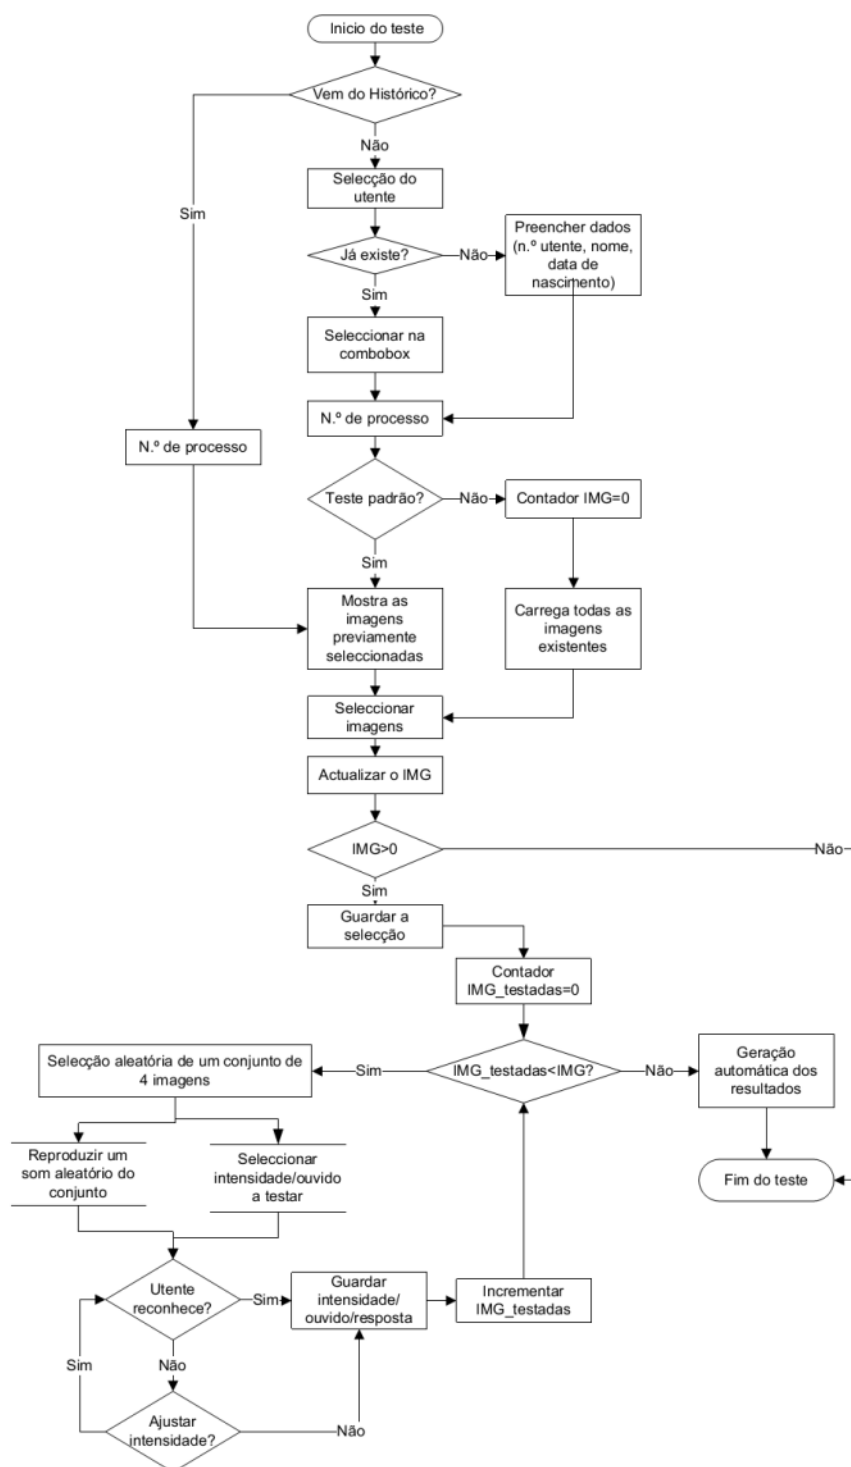 Inicio do teste
Vem do Histórico?
Não
Sim
Selecção do
utente
Já existe?
Não
Preencher dados
(n.º utente, nome,
data de
nascimento)
Sim
Seleccionar na
combobox
N.º de processo
N.º de processo
Teste padrão?
Não
Contador IMG=0
Sim
Mostra as
imagens
previamente
seleccionadas
Carrega todas as
imagens
existentes
Seleccionar
imagens
Actualizar o IMG
IMG>0
Não
Sim
Guardar a
selecção
Contador
IMG_testadas=0
Selecção aleatória de um conjunto de
4 imagens
Sim
IMG_testadas<IMG?
Não
Geração
automática dos
resultados
Reproduzir um
som aleatório do
conjunto
Seleccionar
intensidade/ouvido
a testar
Fim do teste
Utente
reconhece?
Sim
Guardar
intensidade/
ouvido/resposta
Incrementar
IMG_testadas
Sim
Não
Ajustar
intensidade?
Não